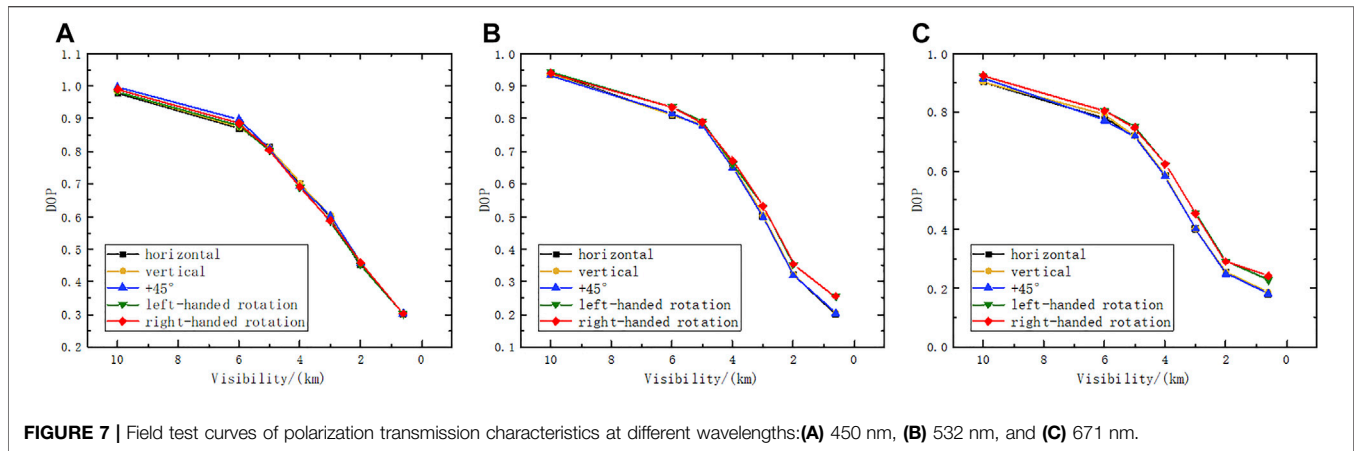 A
1.1
1.0
0.9
0.8
0.7
0.6
0.5
0.4
0.3
0.2
DOP
horizontal
vertical
+45°
left-handed rotation
right-handed rotation
10 8 6 4 2 0
Visibility/(km)
B
1.0
0.9
0.8
0.7
0.6
0.5
0.4
0.3
0.2
0.1
DOP
horizontal
vertical
+45°
left-handed rotation
right-handed rotation
10 8 6 4 2 0
Visibility/(km)
C
1.0
0.8
0.6
0.4
0.2
0.0
DOP
horizontal
vertical
+45°
left-handed rotation
right-handed rotation
10 8 6 4 2 0
Visibility/(km)
FIGURE 7 | Field test curves of polarization transmission characteristics at different wavelengths:(A) 450 nm, (B) 532 nm, and (C) 671 nm.